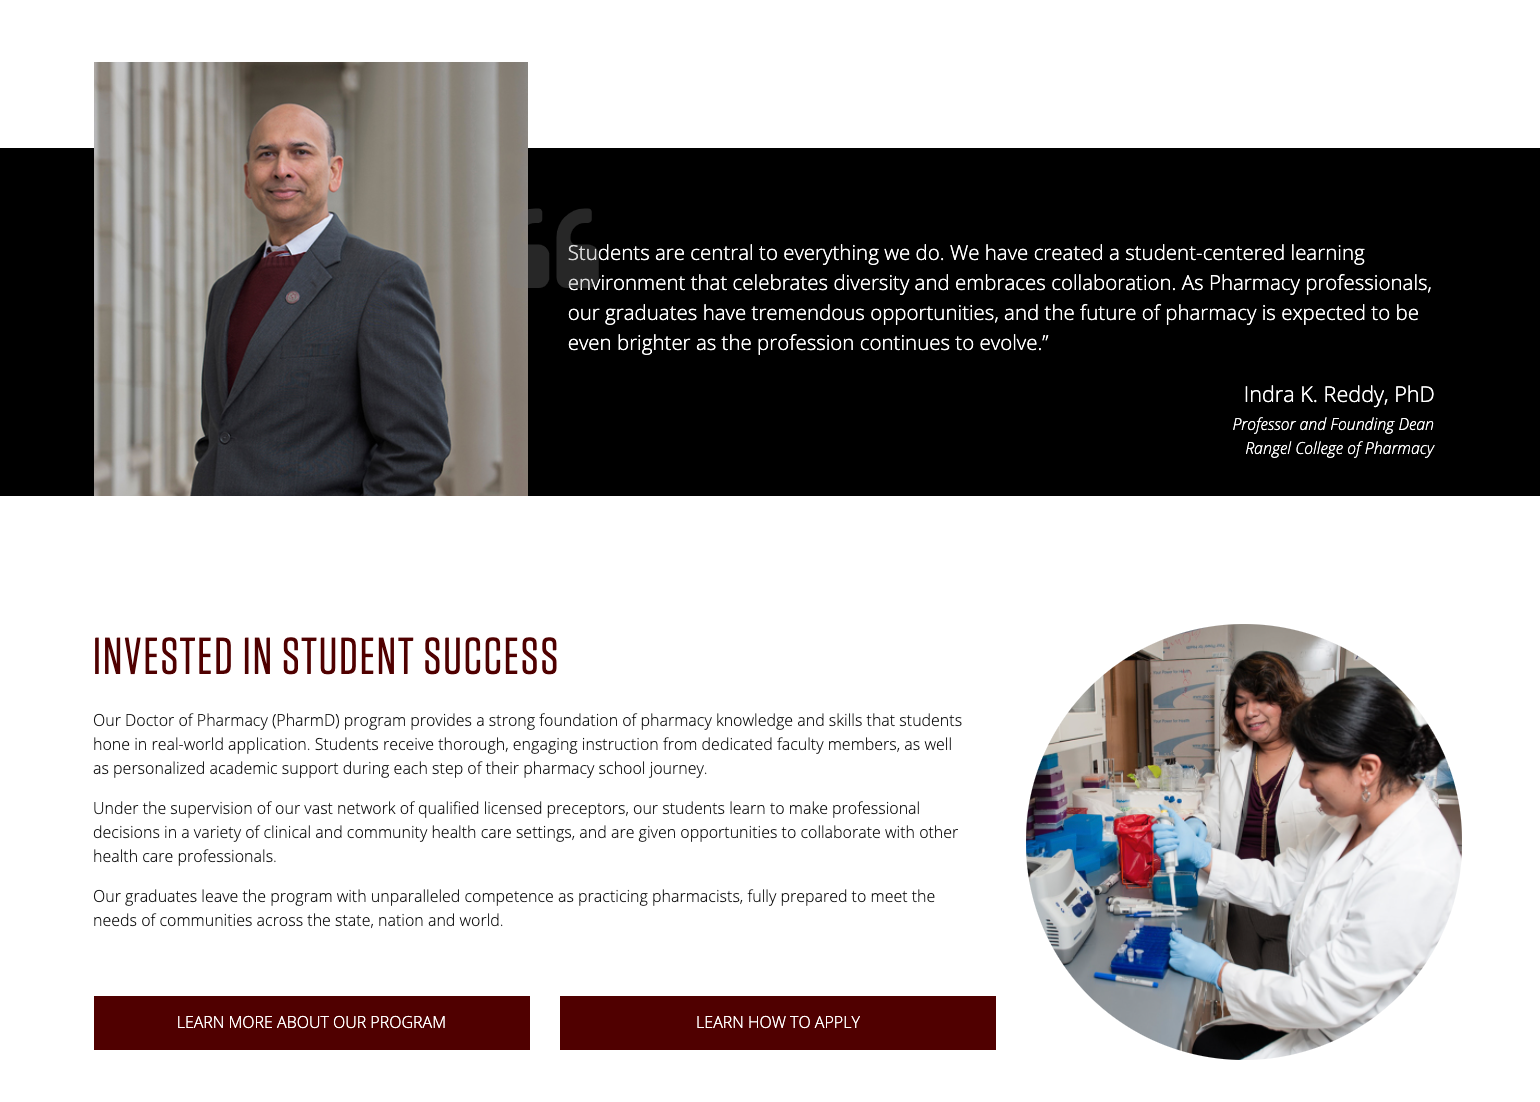 Students are central to everything we do. We have created a student-centered learning
environment that celebrates diversity and embraces collaboration. As Pharmacy professionals,
our graduates have tremendous opportunities, and the future of pharmacy is expected to be
even brighter as the profession continues to evolve.”
Indra K. Reddy, PhD
Professor and Founding Dean
Rangel College of Pharmacy
INVESTED IN STUDENT SUCCESS
Our Doctor of Pharmacy (PharmD) program provides a strong foundation of pharmacy knowledge and skills that students
hone in real-world application. Students receive thorough, engaging instruction from dedicated faculty members, as well
as personalized academic support during each step of their pharmacy school journey.
Under the supervision of our vast network of qualified licensed preceptors, our students learn to make professional
decisions in a variety of clinical and community health care settings, and are given opportunities to collaborate with other
health care professionals.
Our graduates leave the program with unparalleled competence as practicing pharmacists, fully prepared to meet the
needs of communities across the state, nation and world.
LEARN MORE ABOUT OUR PROGRAM
LEARN HOW TO APPLY